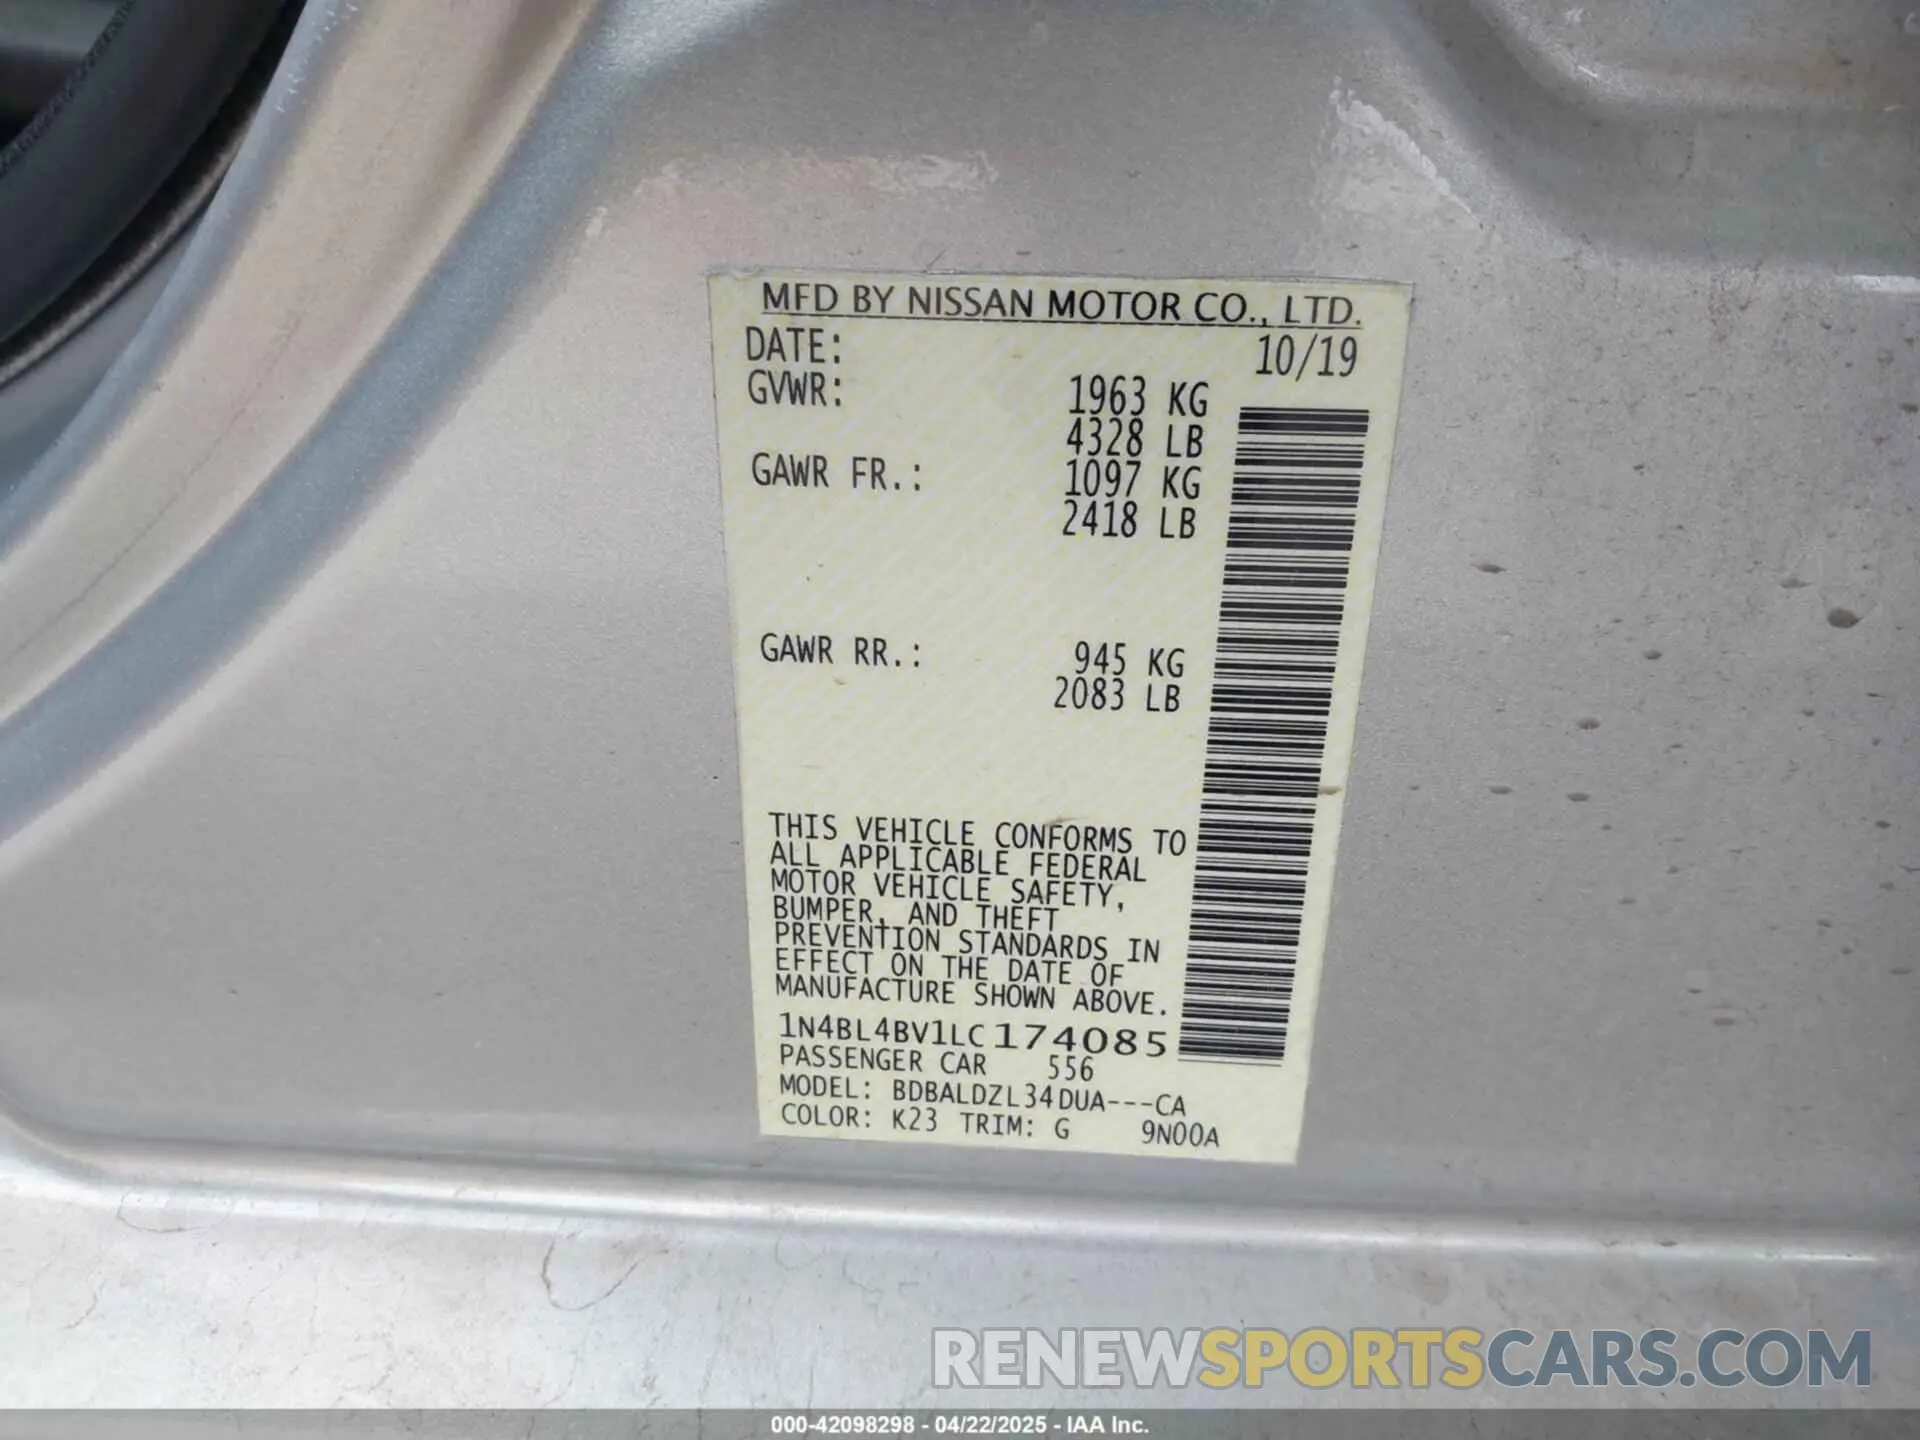 MFD BY NISSAN MOTOR CO., LTD.
DATE: 10/19
GVWR: 1963 KG
4328 LB
GAWR FR.: 1097 KG
2418 LB
GAWR RR.: 945 KG
2083 LB
THIS VEHICLE CONFORMS TO
ALL APPLICABLE FEDERAL
MOTOR VEHICLE SAFETY,
BUMPER, AND THEFT
PREVENTION STANDARDS IN
EFFECT ON THE DATE OF
MANUFACTURE SHOWN ABOVE.
1N4BL4BV1LC174085
PASSENGER CAR 556
MODEL: BDBALDZL34DUA---CA
COLOR: K23 TRIM: G 9N00A
RENEWSPORTSCARS.COM
000-42098298 - 04/22/2025 - IAA Inc.